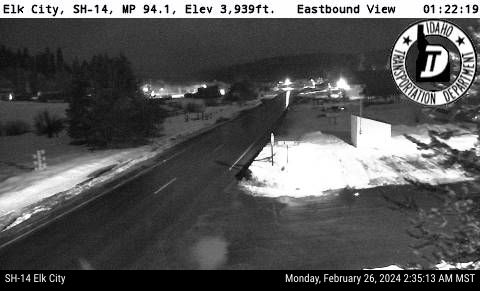 Elk City, SH-14, MP 94.1, Elev 3,939ft. Eastbound View 01:22:19
IDAHO
TRANSPORTATION DEPARTMENT
SH-14 Elk City Monday, February 26, 2024 2:35:13 AM MST